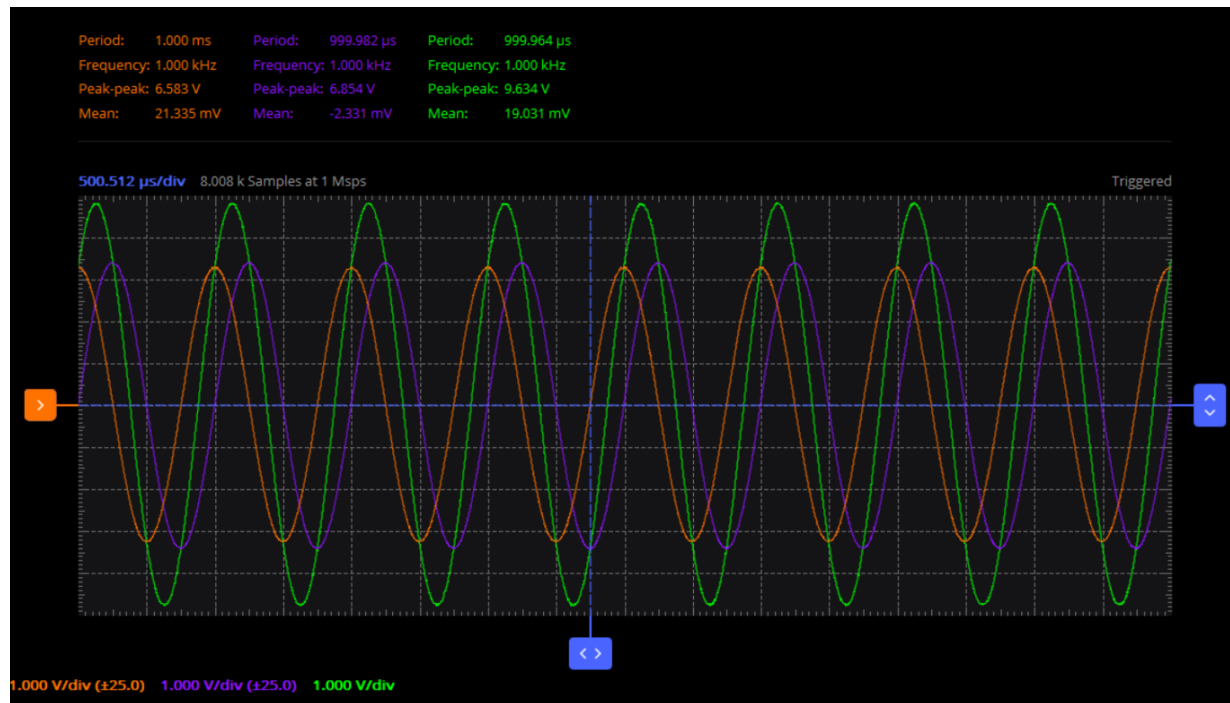 Period: 1.000 ms Period: 999.982 µs Period: 999.964 µs
Frequency: 1.000 kHz Frequency: 1.000 kHz Frequency: 1.000 kHz
Peak-peak: 6.583 V Peak-peak: 6.854 V Peak-peak: 9.634 V
Mean: 21.335 mV Mean: -2.331 mV Mean: 19.031 mV
500.512 µs/div 8.008 k Samples at 1 Msps Triggered
1.000 V/div (±25.0) 1.000 V/div (±25.0) 1.000 V/div